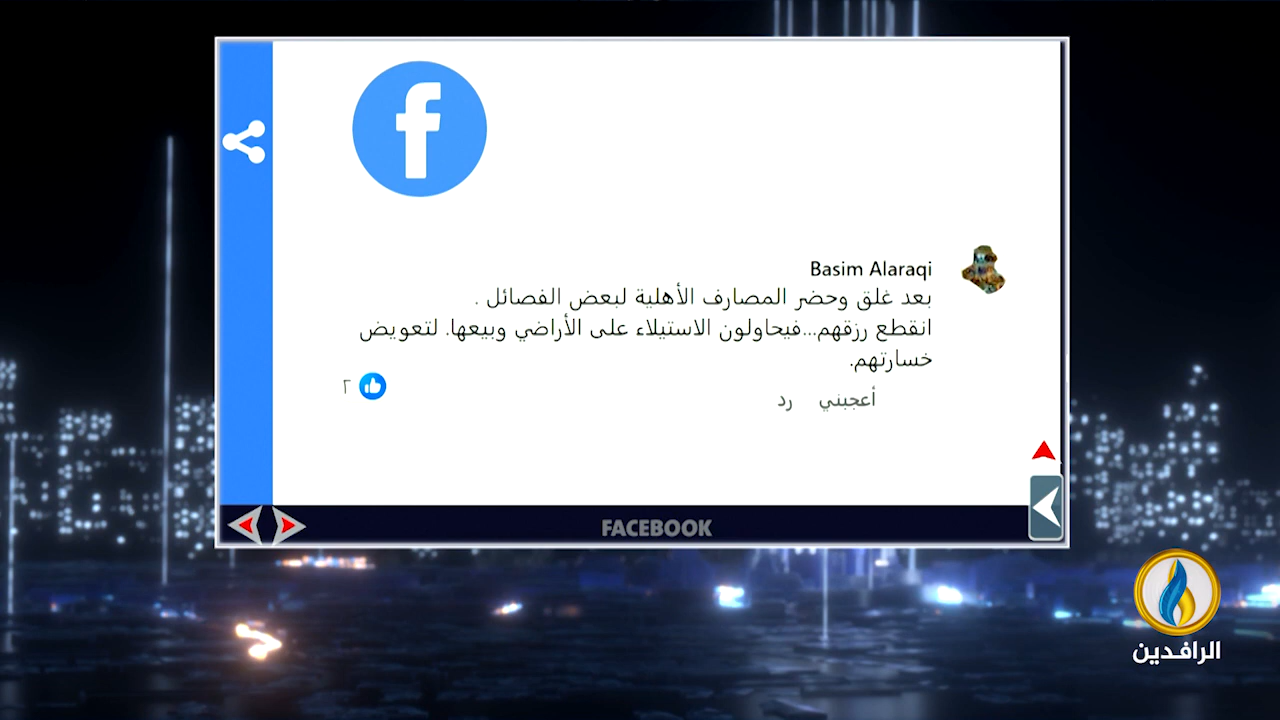 Basim Alaraqi
بعد غلق وحضر المصارف الأهلية لبعض الفصائل .
انقطع رزقهم...فيحاولون الاستيلاء على الأراضي وبيعها. لتعويض
خسارتهم.
أعجبني رد
٢
FACEBOOK
الرافدين